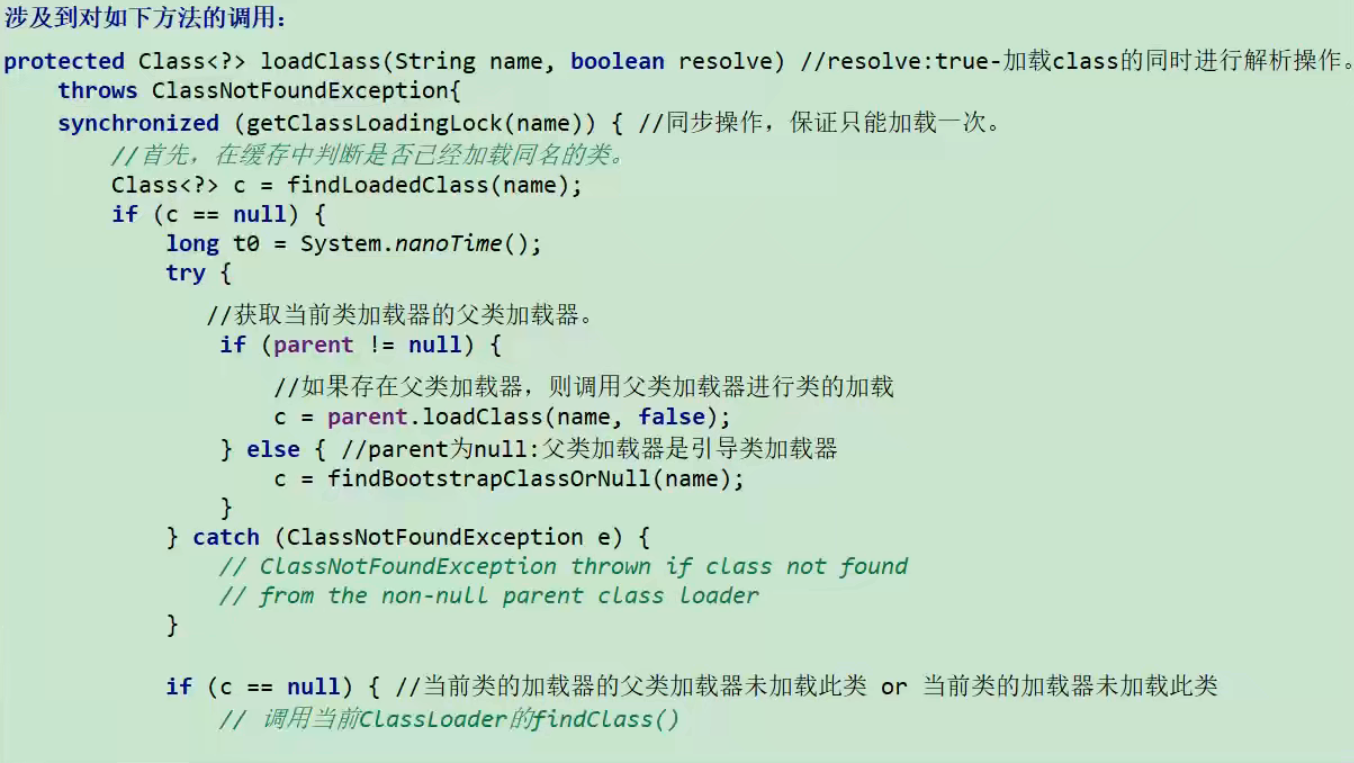 涉及到对如下方法的调用：
protected Class<?> loadClass(String name, boolean resolve) //resolve:true-加载class的同时进行解析操作。
throws ClassNotFoundException{
synchronized (getClassLoadingLock(name)) { //同步操作，保证只能加载一次。
//首先，在缓存中判断是否已经加载同名的类。
Class<?> c = findLoadedClass(name);
if (c == null) {
long t0 = System.nanoTime();
try {
//获取当前类加载器的父类加载器。
if (parent != null) {
//如果存在父类加载器，则调用父类加载器进行类的加载
c = parent.loadClass(name, false);
} else { //parent为null:父类加载器是引导类加载器
c = findBootstrapClassOrNull(name);
}
} catch (ClassNotFoundException e) {
// ClassNotFoundException thrown if class not found
// from the non-null parent class loader
}
if (c == null) { //当前类的加载器的父类加载器未加载此类 or 当前类的加载器未加载此类
// 调用当前ClassLoader的findClass()